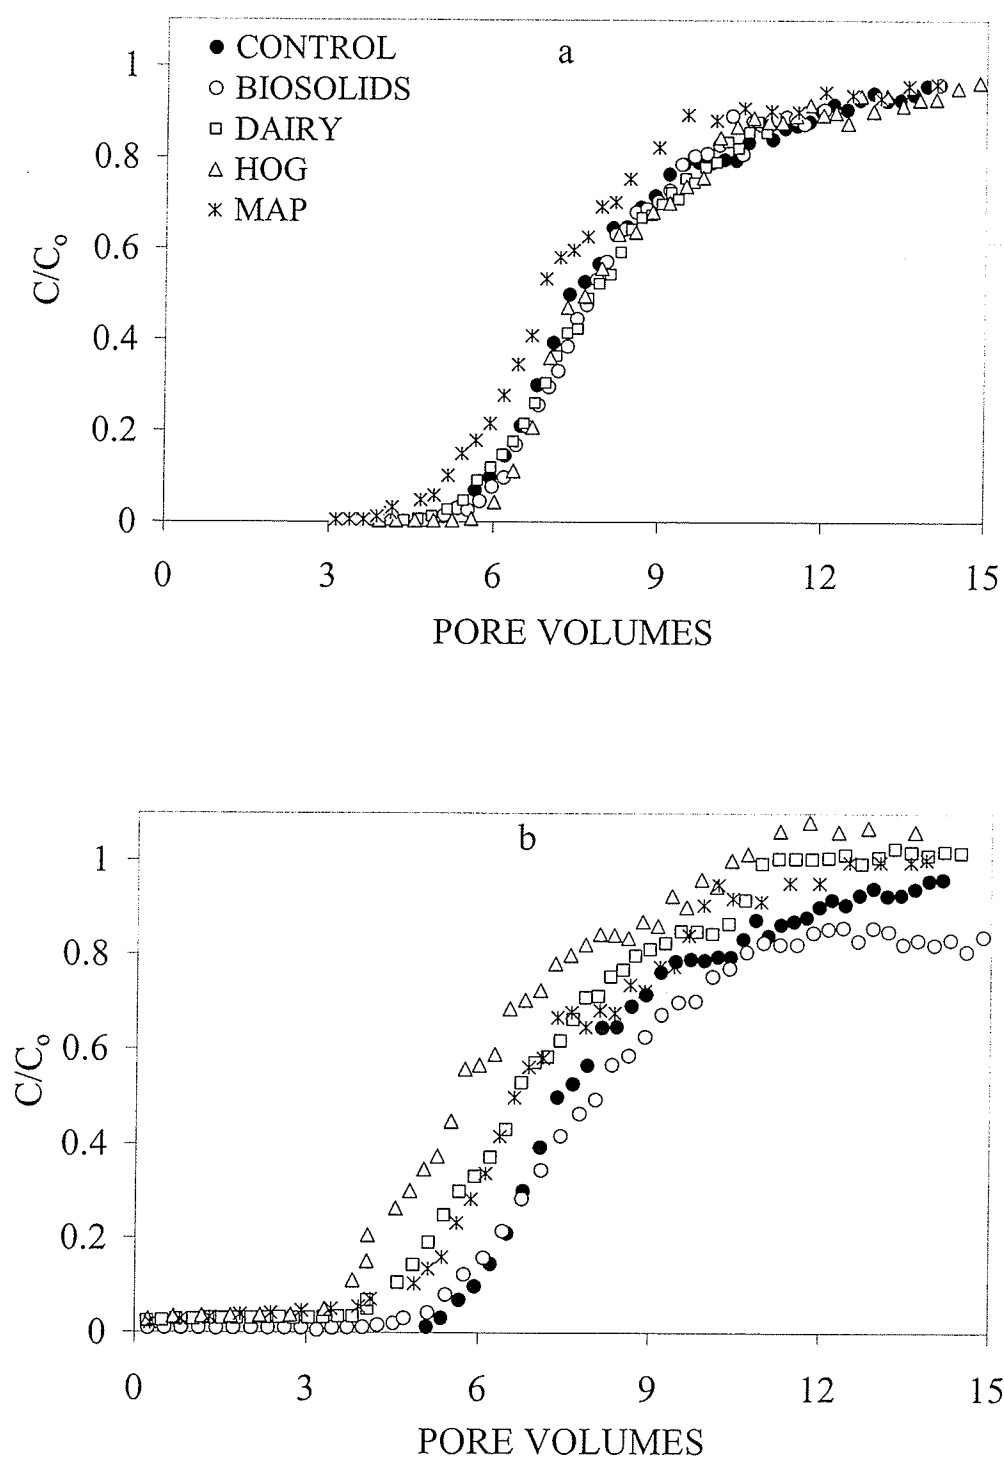 a
CONTROL
BIOSOLIDS
DAIRY
HOG
MAP
1
0.8
0.6
0.4
0.2
0
C/Co
0 3 6 9 12 15
PORE VOLUMES
b
1
0.8
0.6
0.4
0.2
0
C/Co
0 3 6 9 12 15
PORE VOLUMES